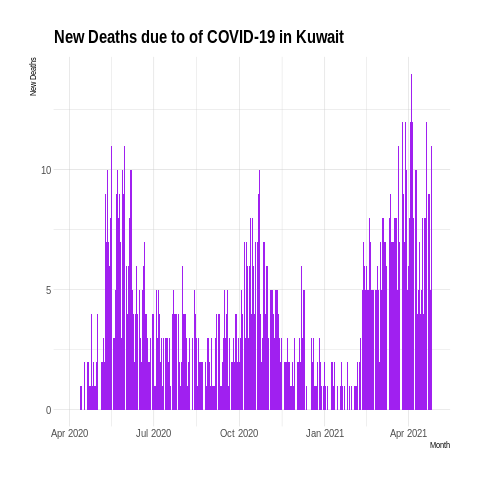 New Deaths due to of COVID-19 in Kuwait
New Deaths
10
5
0
Apr 2020
Jul 2020
Oct 2020
Jan 2021
Apr 2021
Month